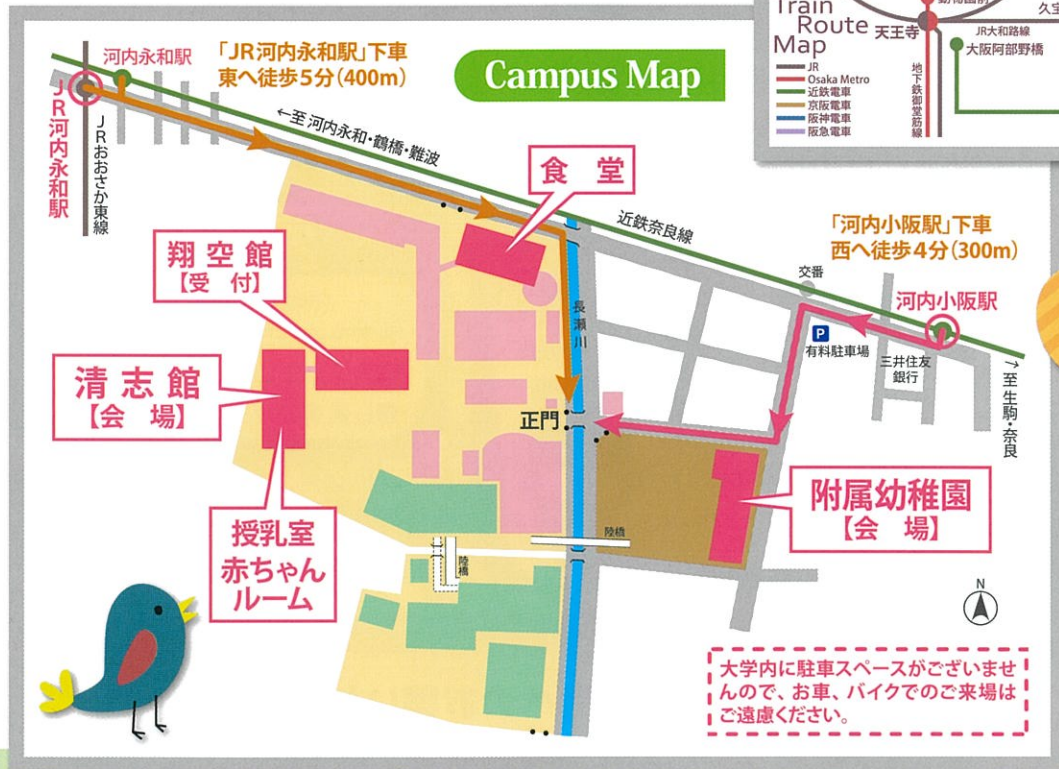 Campus Map
「JR河内永和駅」下車
東へ徒歩5分(400m)
河内永和駅
JR河内永和駅
JRおおさか東線
←至 河内永和・鶴橋・難波
近鉄奈良線
食 堂
翔空館
【受 付】
清志館
【会 場】
授乳室
赤ちゃん
ルーム
長瀬川
正門
陸橋
陸橋
「河内小阪駅」下車
西へ徒歩4分(300m)
交番
河内小阪駅
P
有料駐車場
三井住友
銀行
→至生駒・奈良
附属幼稚園
【会 場】
N
大学内に駐車スペースがございませ
んので、お車、バイクでのご来場は
ご遠慮ください。
Train
Route
Map
天王寺
JR大和路線
大阪阿部野橋
地下鉄御堂筋線
JR
Osaka Metro
近鉄電車
京阪電車
阪神電車
阪急電車